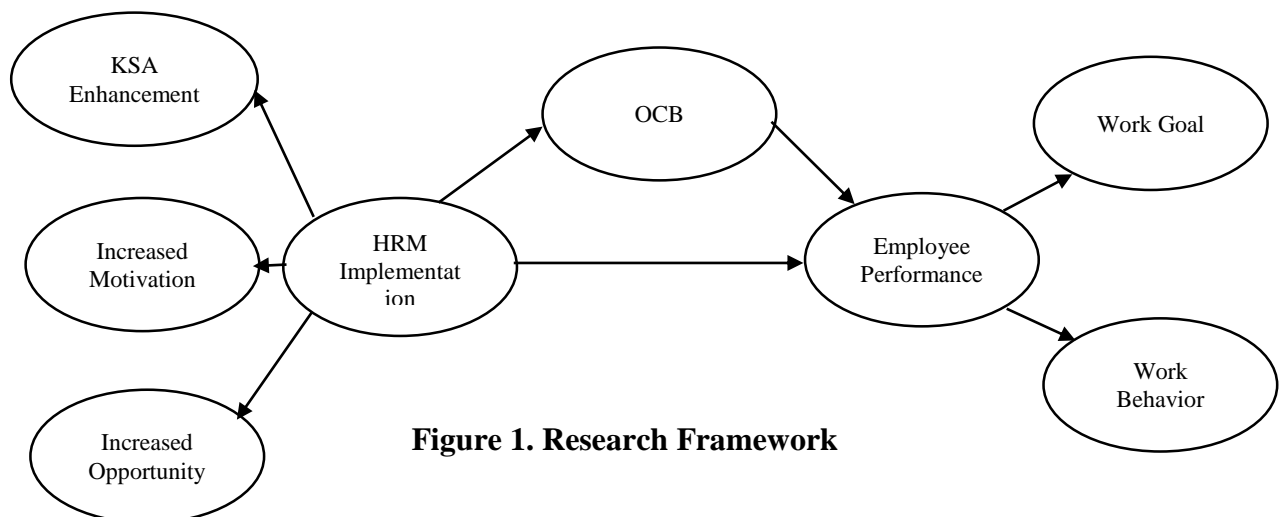 KSA
Enhancement
OCB
Work Goal
Increased
Motivation
HRM
Implementat
ion
Employee
Performance
Work
Behavior
Increased
Opportunity
Figure 1. Research Framework